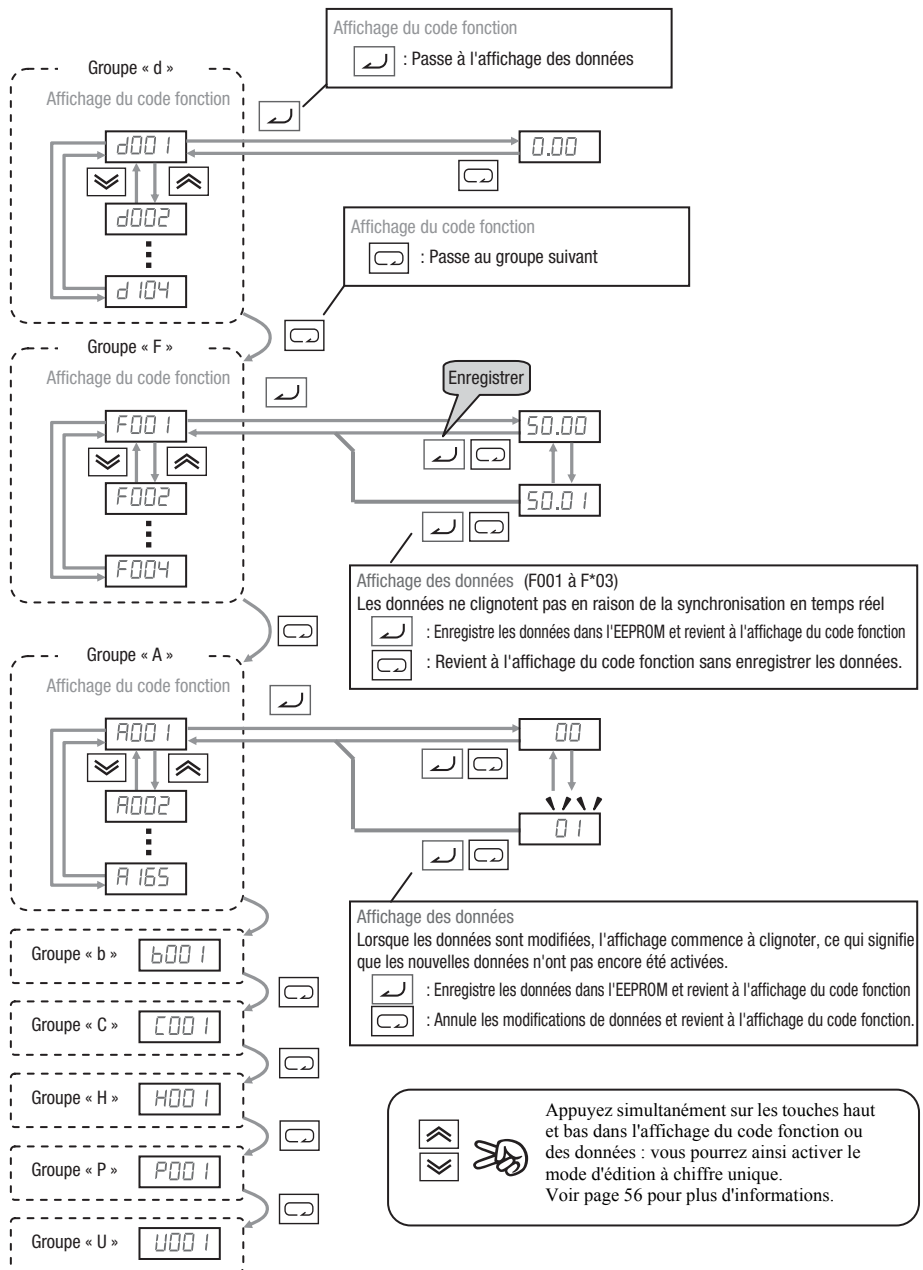 Affichage du code fonction
: Passe à l'affichage des données
Groupe « d »
Affichage du code fonction
d001
0.00
d002
d104
Affichage du code fonction
: Passe au groupe suivant
Groupe « F »
Affichage du code fonction
Enregistrer
F001
50.00
F002
50.01
F004
Affichage des données (F001 à F*03)
Les données ne clignotent pas en raison de la synchronisation en temps réel
: Enregistre les données dans l'EEPROM et revient à l'affichage du code fonction
: Revient à l'affichage du code fonction sans enregistrer les données.
Groupe « A »
Affichage du code fonction
A001
00
A002
01
A165
Affichage des données
Lorsque les données sont modifiées, l'affichage commence à clignoter, ce qui signifie
que les nouvelles données n'ont pas encore été activées.
: Enregistre les données dans l'EEPROM et revient à l'affichage du code fonction
: Annule les modifications de données et revient à l'affichage du code fonction.
Groupe « b » b001
Groupe « C » C001
Groupe « H » H001
Groupe « P » P001
Groupe « U » U001
Appuyez simultanément sur les touches haut
et bas dans l'affichage du code fonction ou
des données : vous pourrez ainsi activer le
mode d'édition à chiffre unique.
Voir page 56 pour plus d'informations.